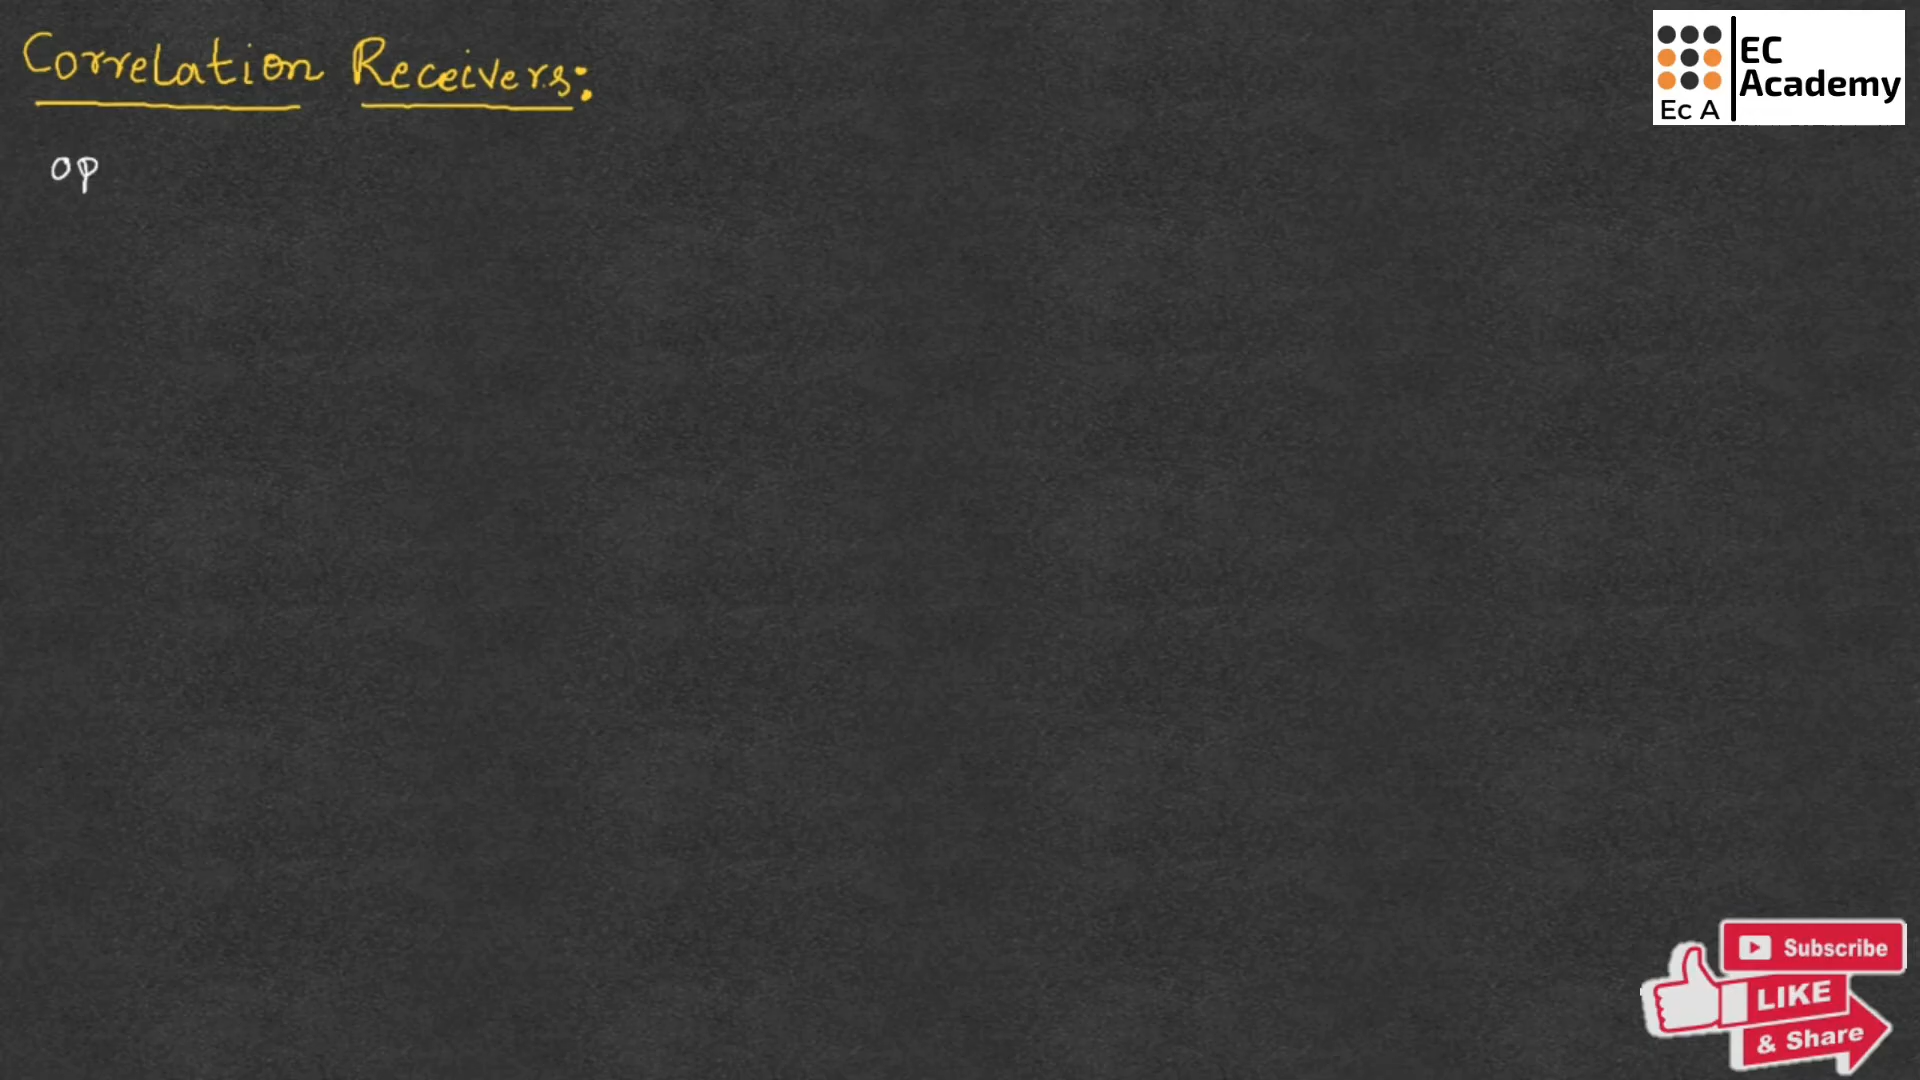 Correlation Receivers:
op
EC
Academy
Ec A
Subscribe
LIKE
& Share